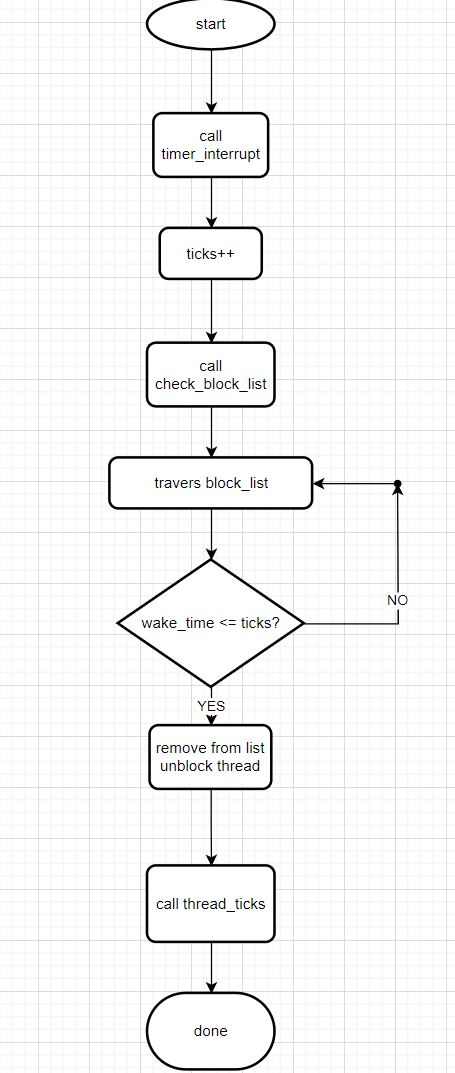 start
call
timer_interrupt
ticks++
call
check_block_list
travers block_list
wake_time <= ticks?
NO
YES
remove from list
unblock thread
call thread_ticks
done